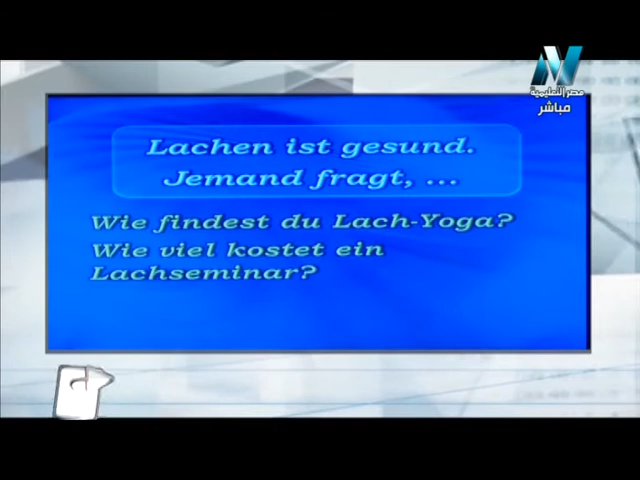 مصر التعليمية
مباشر
Lachen ist gesund.
Jemand fragt, ...
Wie findest du Lach-Yoga?
Wie viel kostet ein
Lachseminar?